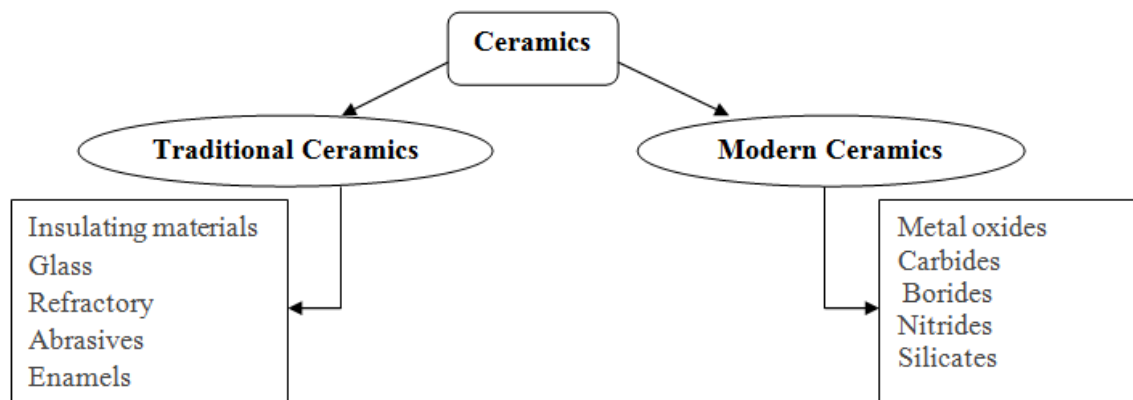 Ceramics
Traditional Ceramics
Modern Ceramics
Insulating materials
Glass
Refractory
Abrasives
Enamels
Metal oxides
Carbides
Borides
Nitrides
Silicates